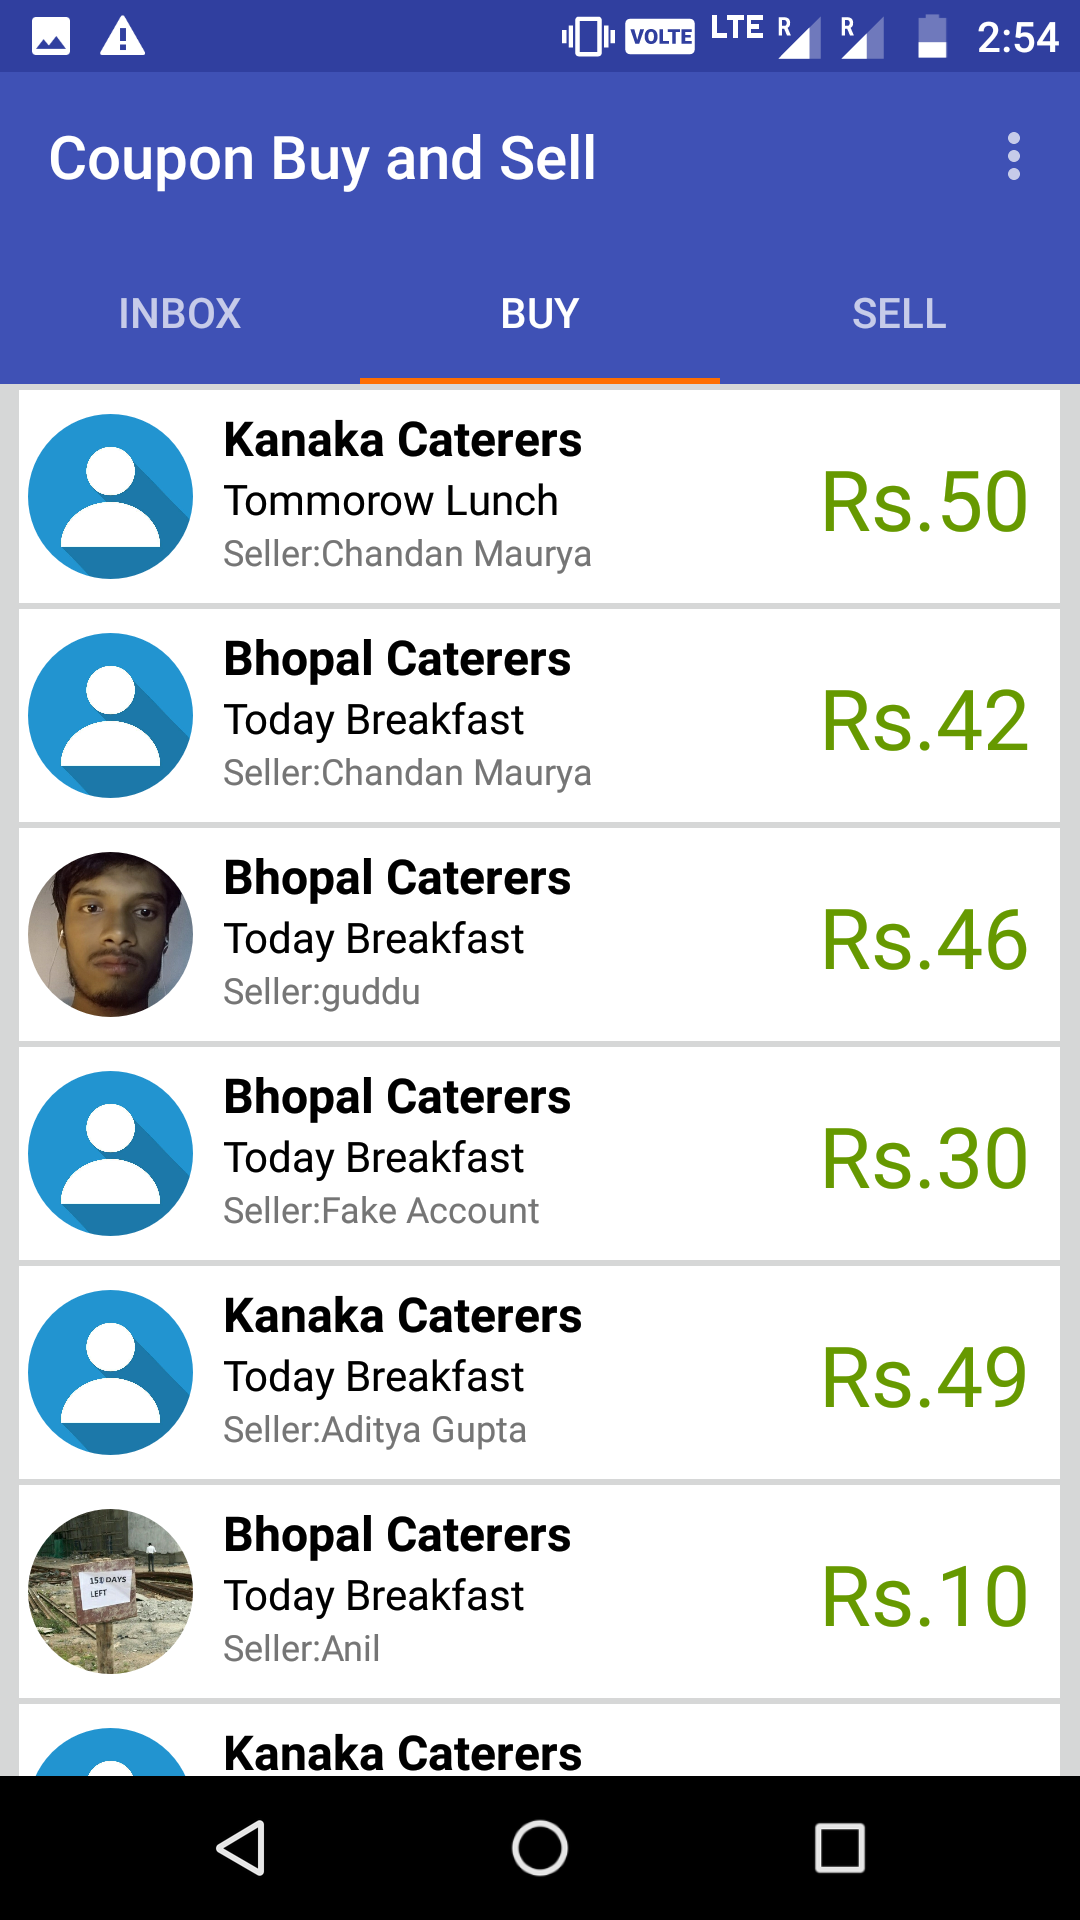 VOLTE LTE R R 2:54
Coupon Buy and Sell
INBOX BUY SELL
Kanaka Caterers
Tommorow Lunch
Seller:Chandan Maurya
Rs.50
Bhopal Caterers
Today Breakfast
Seller:Chandan Maurya
Rs.42
Bhopal Caterers
Today Breakfast
Seller:guddu
Rs.46
Bhopal Caterers
Today Breakfast
Seller:Fake Account
Rs.30
Kanaka Caterers
Today Breakfast
Seller:Aditya Gupta
Rs.49
151 DAYS
LEFT
Bhopal Caterers
Today Breakfast
Seller:Anil
Rs.10
Kanaka Caterers